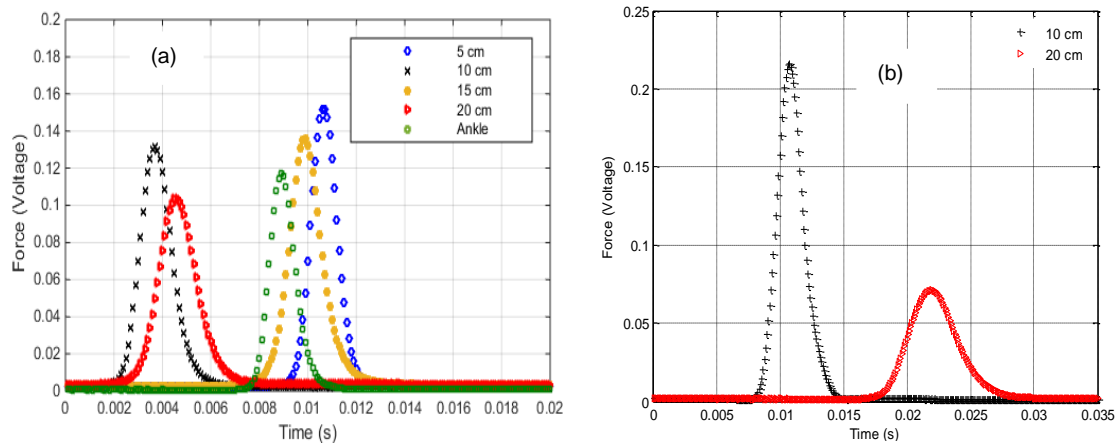 (a)
5 cm
10 cm
15 cm
20 cm
Ankle
0.2
0.18
0.16
0.14
0.12
0.1
0.08
0.06
0.04
0.02
0
Force (Voltage)
0 0.002 0.004 0.006 0.008 0.01 0.012 0.014 0.016 0.018 0.02
Time (s)
(b)
10 cm
20 cm
0.25
0.2
0.15
0.1
0.05
0
Force (Voltage)
0 0.005 0.01 0.015 0.02 0.025 0.03 0.035
Time (s)